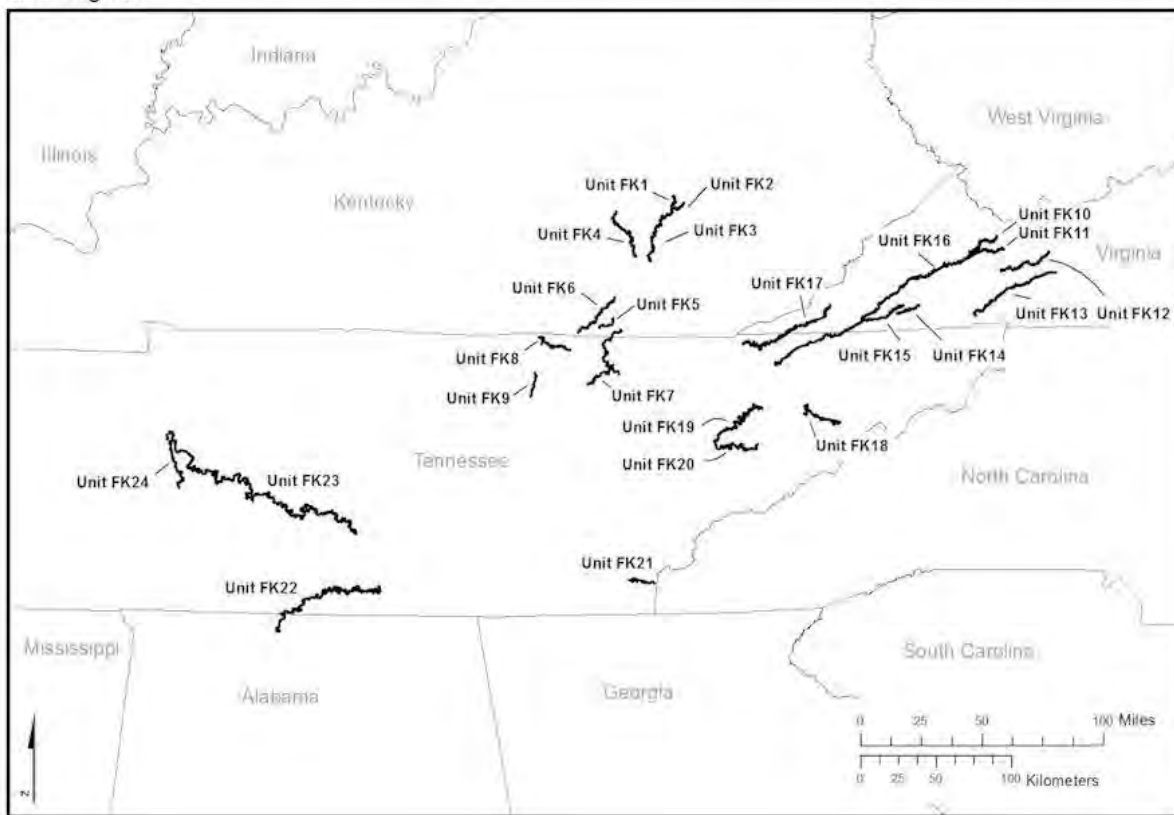 Indiana
West Virginia
Illinois
Kentucky
Unit FK1
Unit FK2
Unit FK4
Unit FK3
Unit FK10
Unit FK11
Unit FK16
Virginia
Unit FK17
Unit FK6
Unit FK5
Unit FK13
Unit FK12
Unit FK8
Unit FK15
Unit FK14
Unit FK9
Unit FK7
Unit FK19
Unit FK18
Unit FK20
Tennessee
Unit FK24
Unit FK23
North Carolina
Unit FK21
Unit FK22
Mississippi
Alabama
Georgia
South Carolina
0 25 50 100 Miles
0 25 50 100 Kilometers
N